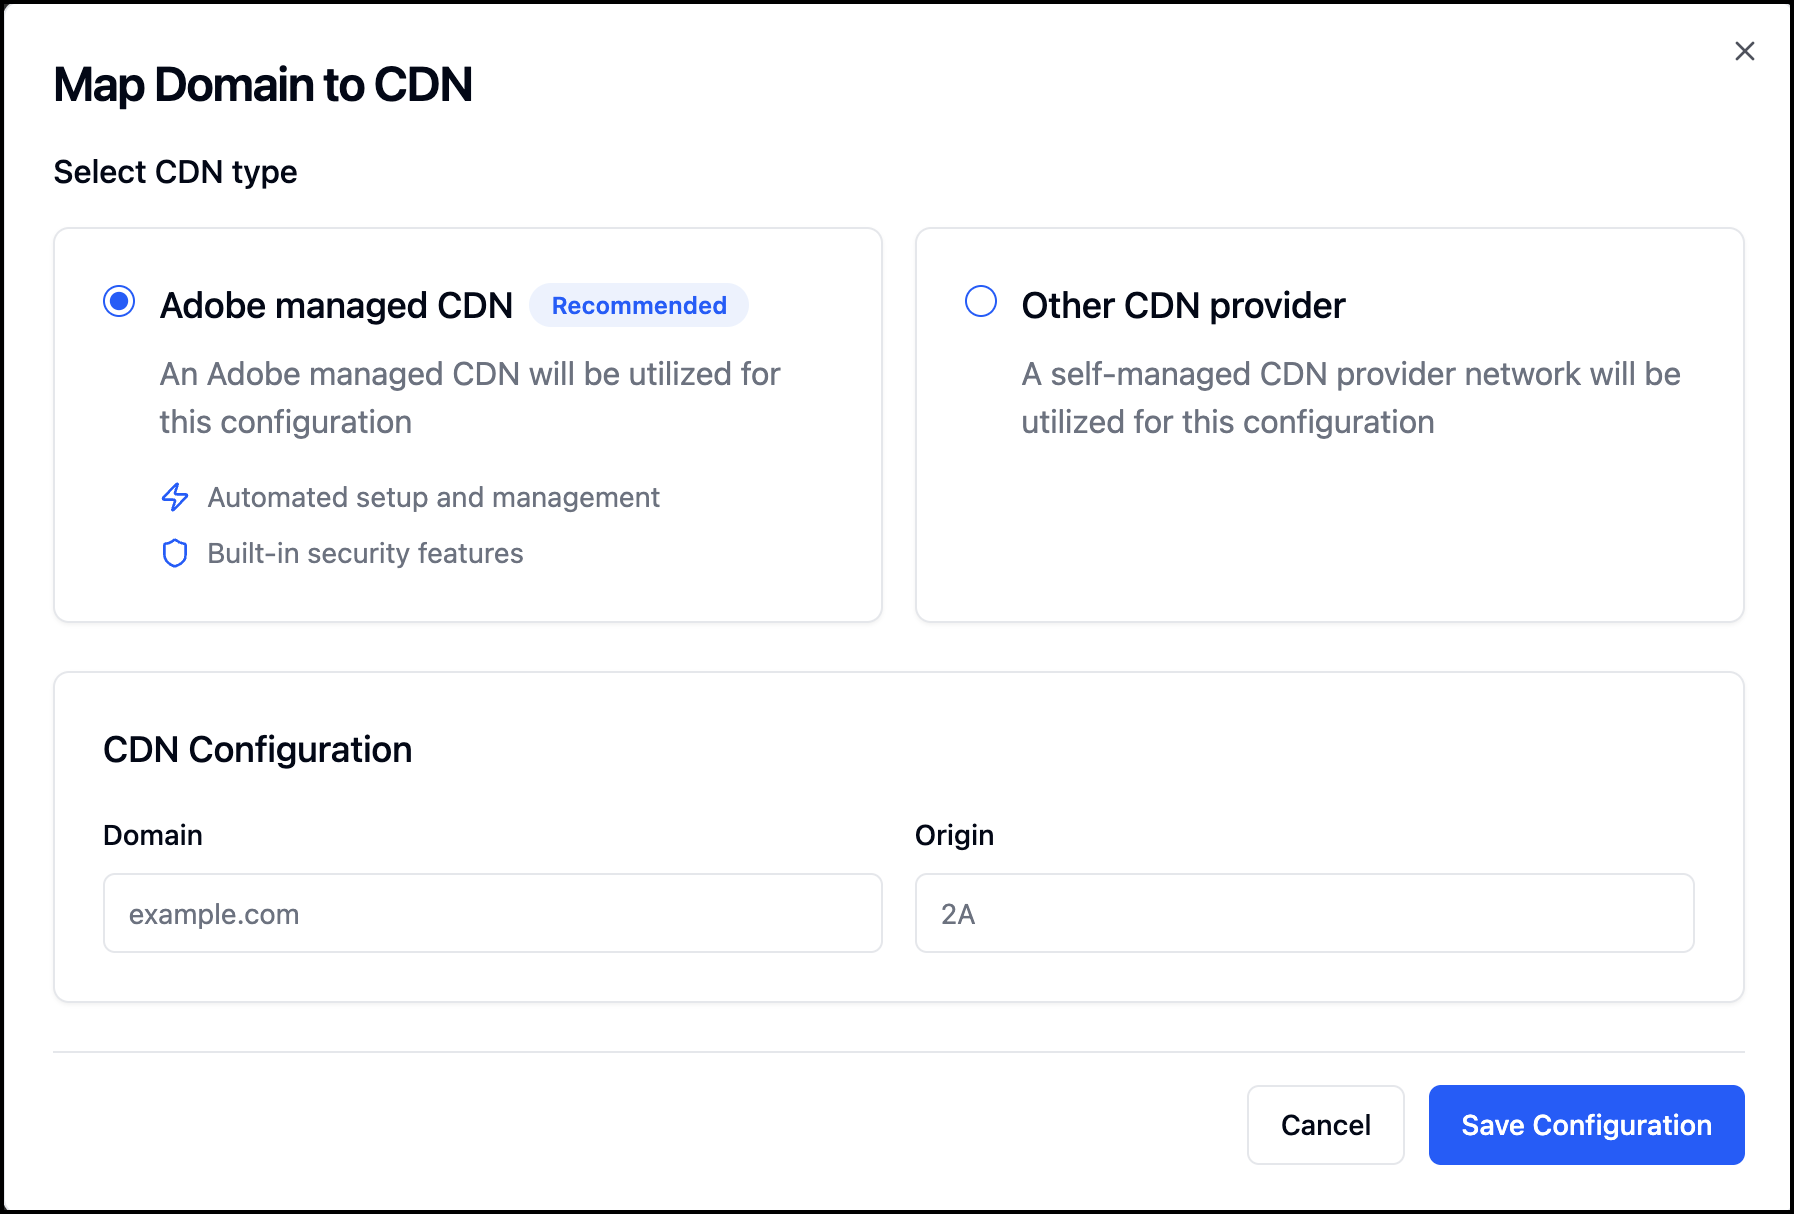 Map Domain to CDN
Select CDN type
Adobe managed CDN Recommended
An Adobe managed CDN will be utilized for
this configuration
Automated setup and management
Built-in security features
Other CDN provider
A self-managed CDN provider network will be
utilized for this configuration
CDN Configuration
Domain
example.com
Origin
2A
Cancel
Save Configuration